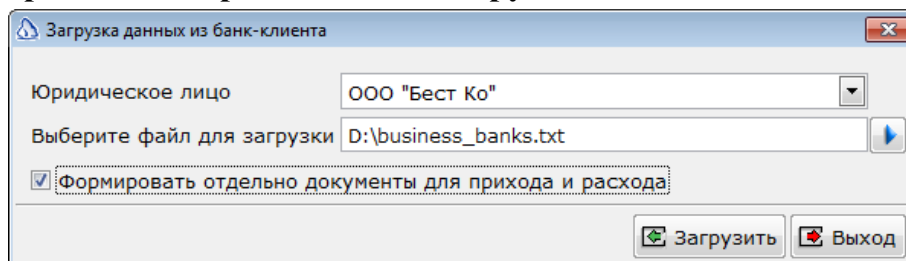 Загрузка данных из банк-клиента
Юридическое лицо ООО "Бест Ко"
Выберите файл для загрузки D:\business_banks.txt
Формировать отдельно документы для прихода и расхода
Загрузить Выход